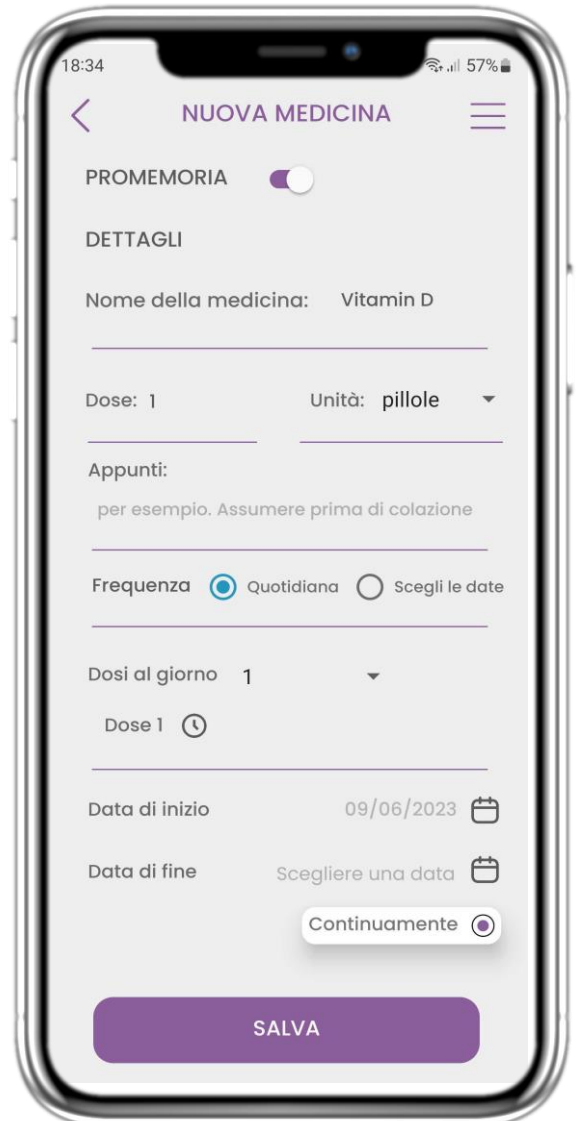 18:34 57%
NUOVA MEDICINA
PROMEMORIA
DETTAGLI
Nome della medicina: Vitamin D
Dose: 1 Unità: pillole
Appunti:
per esempio. Assumere prima di colazione
Frequenza Quotidiana Scegli le date
Dosi al giorno 1
Dose 1
Data di inizio 09/06/2023
Data di fine Scegliere una data
Continuamente
SALVA